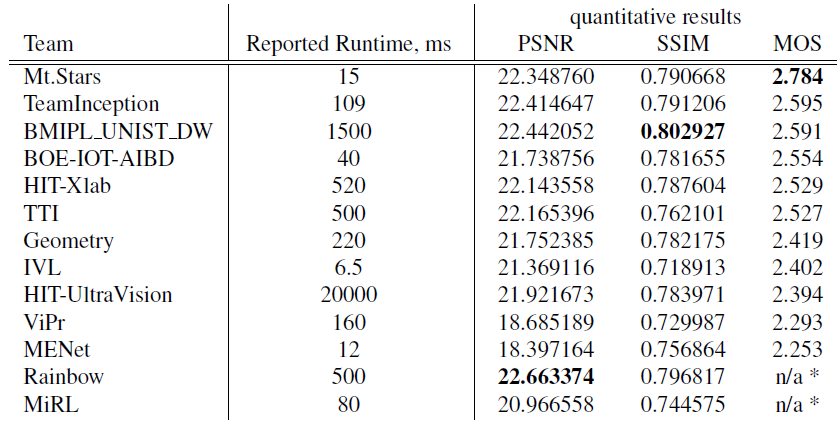 quantitative results
Team Reported Runtime, ms PSNR SSIM MOS
Mt.Stars 15 22.348760 0.790668 2.784
TeamInception 109 22.414647 0.791206 2.595
BMIPL_UNIST_DW 1500 22.442052 0.802927 2.591
BOE-IOT-AIBD 40 21.738756 0.781655 2.554
HIT-Xlab 520 22.143558 0.787604 2.529
TTI 500 22.165396 0.762101 2.527
Geometry 220 21.752385 0.782175 2.419
IVL 6.5 21.369116 0.718913 2.402
HIT-UltraVision 20000 21.921673 0.783971 2.394
ViPr 160 18.685189 0.729987 2.293
MENet 12 18.397164 0.756864 2.253
Rainbow 500 22.663374 0.796817 n/a *
MiRL 80 20.966558 0.744575 n/a *